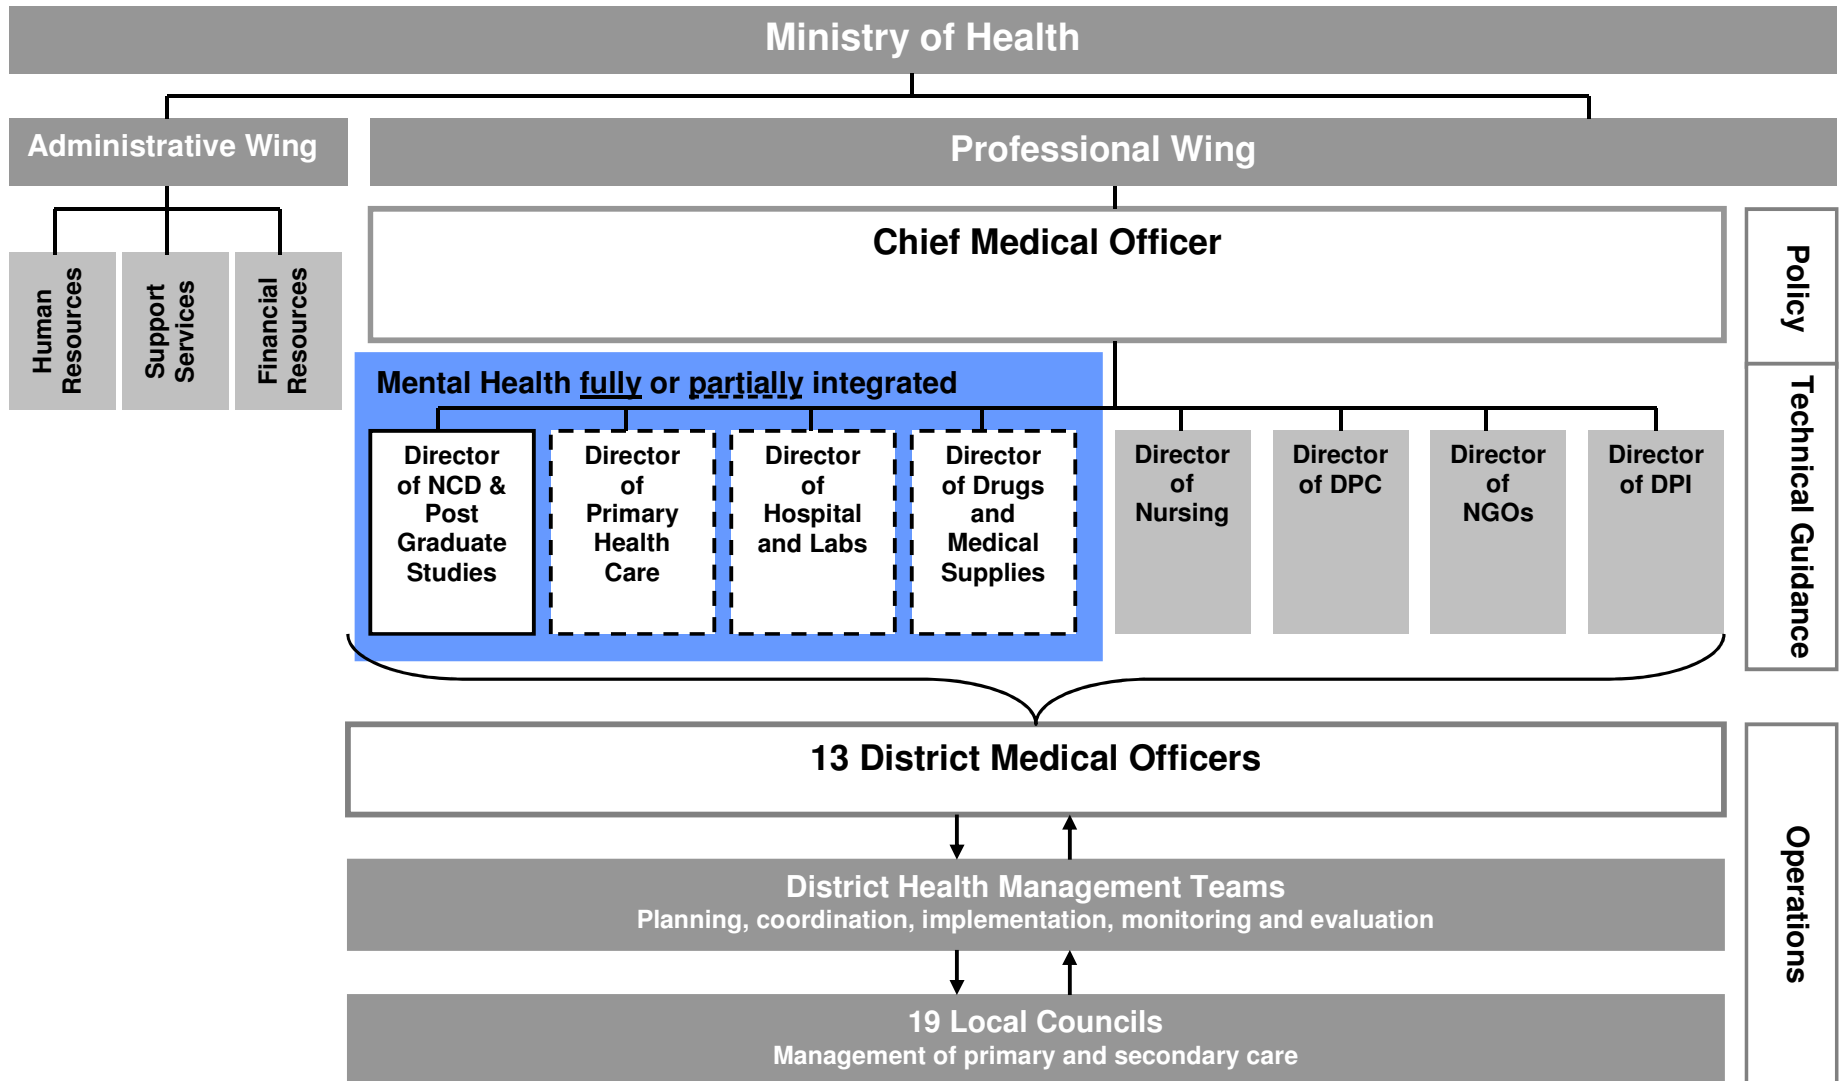 Ministry of Health
Administrative Wing
Professional Wing
Human
Resources
Support
Services
Financial
Resources
Chief Medical Officer
Policy
Mental Health fully or partially integrated
Director
of NCD &
Post
Graduate
Studies
Director
of
Primary
Health
Care
Director
of
Hospital
and Labs
Director
of Drugs
and
Medical
Supplies
Director
of
Nursing
Director
of DPC
Director
of
NGOs
Director
of DPI
Technical Guidance
13 District Medical Officers
District Health Management Teams
Planning, coordination, implementation, monitoring and evaluation
19 Local Councils
Management of primary and secondary care
Operations